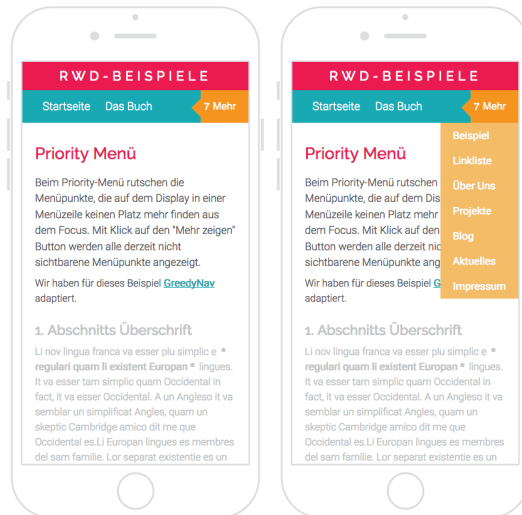 RWD-BEISPIELE
Startseite Das Buch 7 Mehr
Priority Menü
Beim Priority-Menü rutschen die
Menüpunkte, die auf dem Display in einer
Menüzeile keinen Platz mehr finden aus
dem Focus. Mit Klick auf den "Mehr zeigen"
Button werden alle derzeit nicht
sichtbarene Menüpunkte angezeigt.
Wir haben für dieses Beispiel GreedyNav
adaptiert.
1. Abschnitts Überschrift
Li nov lingua franca va esser plu simplic e *
regulari quam li existent Europan * lingues.
It va esser tam simplic quam Occidental in
fact, it va esser Occidental. A un Angleso it va
semblar un simplificat Angles, quam un
skeptic Cambridge amico dit me que
Occidental es.Li Europan lingues es membres
del sam familie. Lor separat existentie es un
RWD-BEISPIELE
Startseite Das Buch 7 Mehr
Beispiel
Linkliste
Über Uns
Projekte
Blog
Aktuelles
Impressum
Priority Menü
Beim Priority-Menü rutschen
Menüpunkte, die auf dem Dis
Menüzeile keinen Platz mehr
dem Focus. Mit Klick auf den
Button werden alle derzeit nic
sichtbarene Menüpunkte ang
Wir haben für dieses Beispiel G
adaptiert.
1. Abschnitts Überschrift
Li nov lingua franca va esser plu simplic e *
regulari quam li existent Europan * lingues.
It va esser tam simplic quam Occidental in
fact, it va esser Occidental. A un Angleso it va
semblar un simplificat Angles, quam un
skeptic Cambridge amico dit me que
Occidental es.Li Europan lingues es membres
del sam familie. Lor separat existentie es un